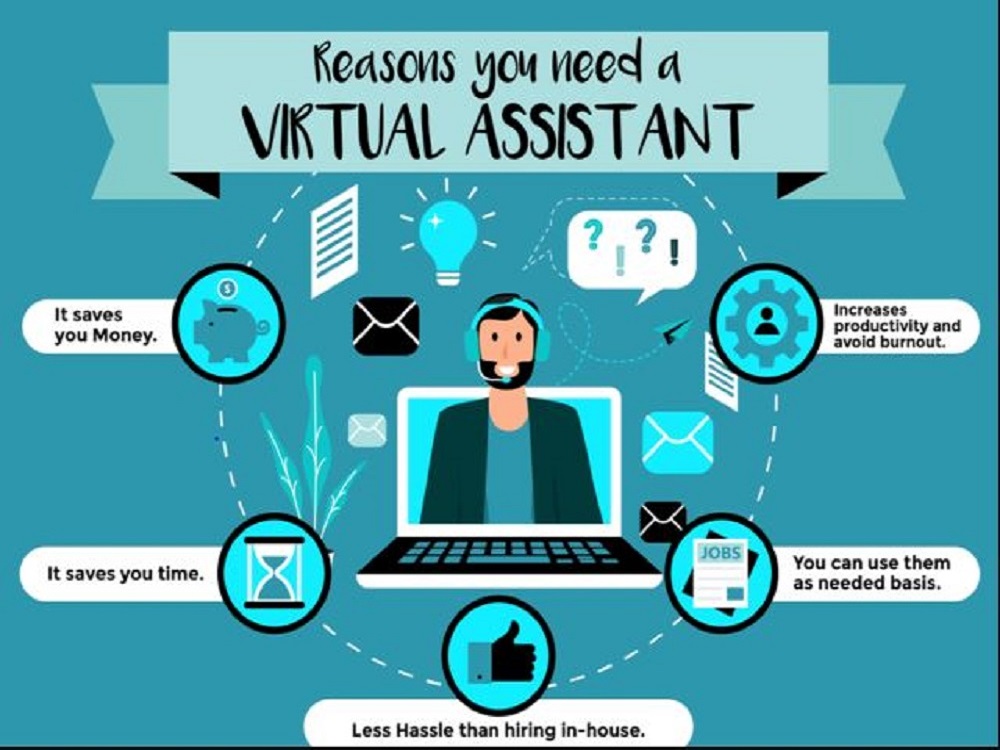 Reasons you need a
VIRTUAL ASSISTANT
? ! ? !
$
It saves
you Money.
Increases
productivity and
avoid burnout.
It saves you time.
JOBS
You can use them
as needed basis.
Less Hassle than hiring in-house.